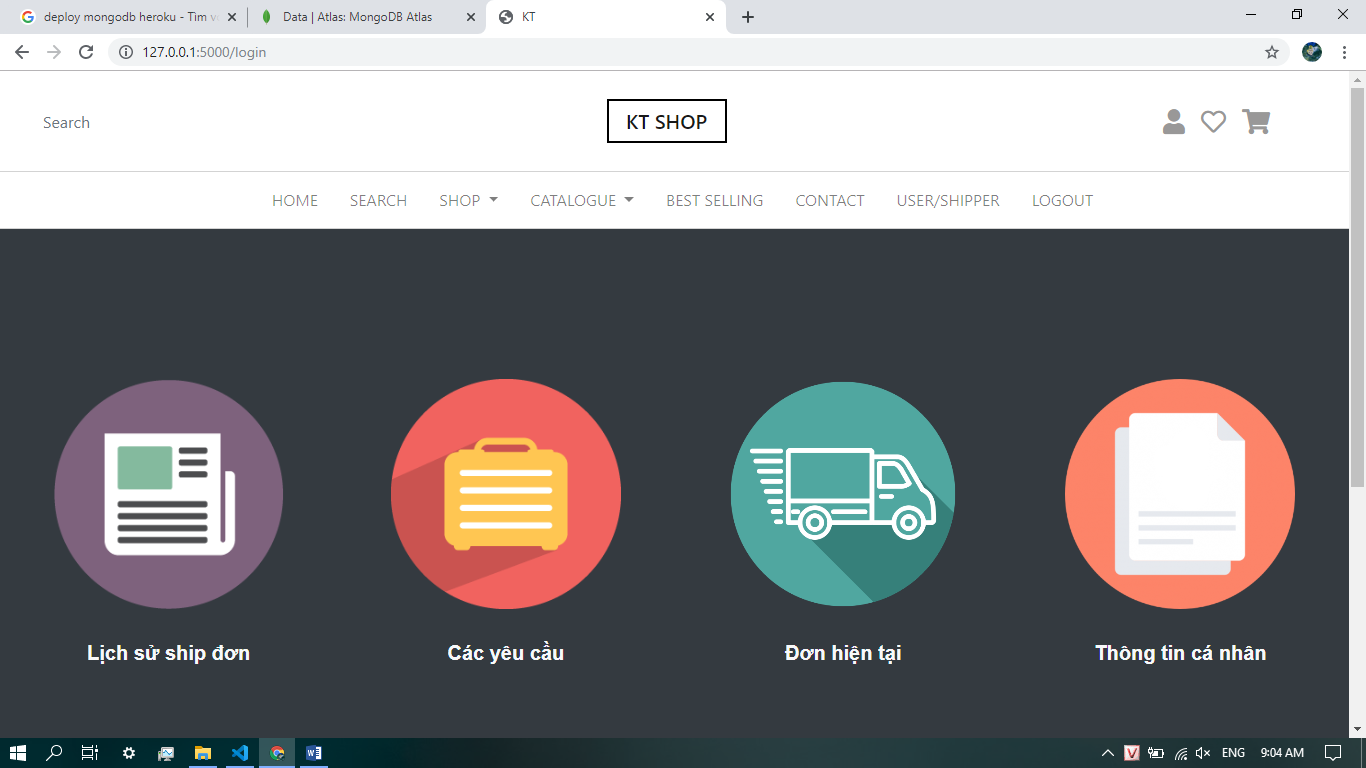 deploy mongodb heroku - Tìm v
Data | Atlas: MongoDB Atlas
KT
127.0.0.1:5000/login
Search
KT SHOP
HOME SEARCH SHOP CATALOGUE BEST SELLING CONTACT USER/SHIPPER LOGOUT
Lịch sử ship đơn
Các yêu cầu
Đơn hiện tại
Thông tin cá nhân
ENG
9:04 AM